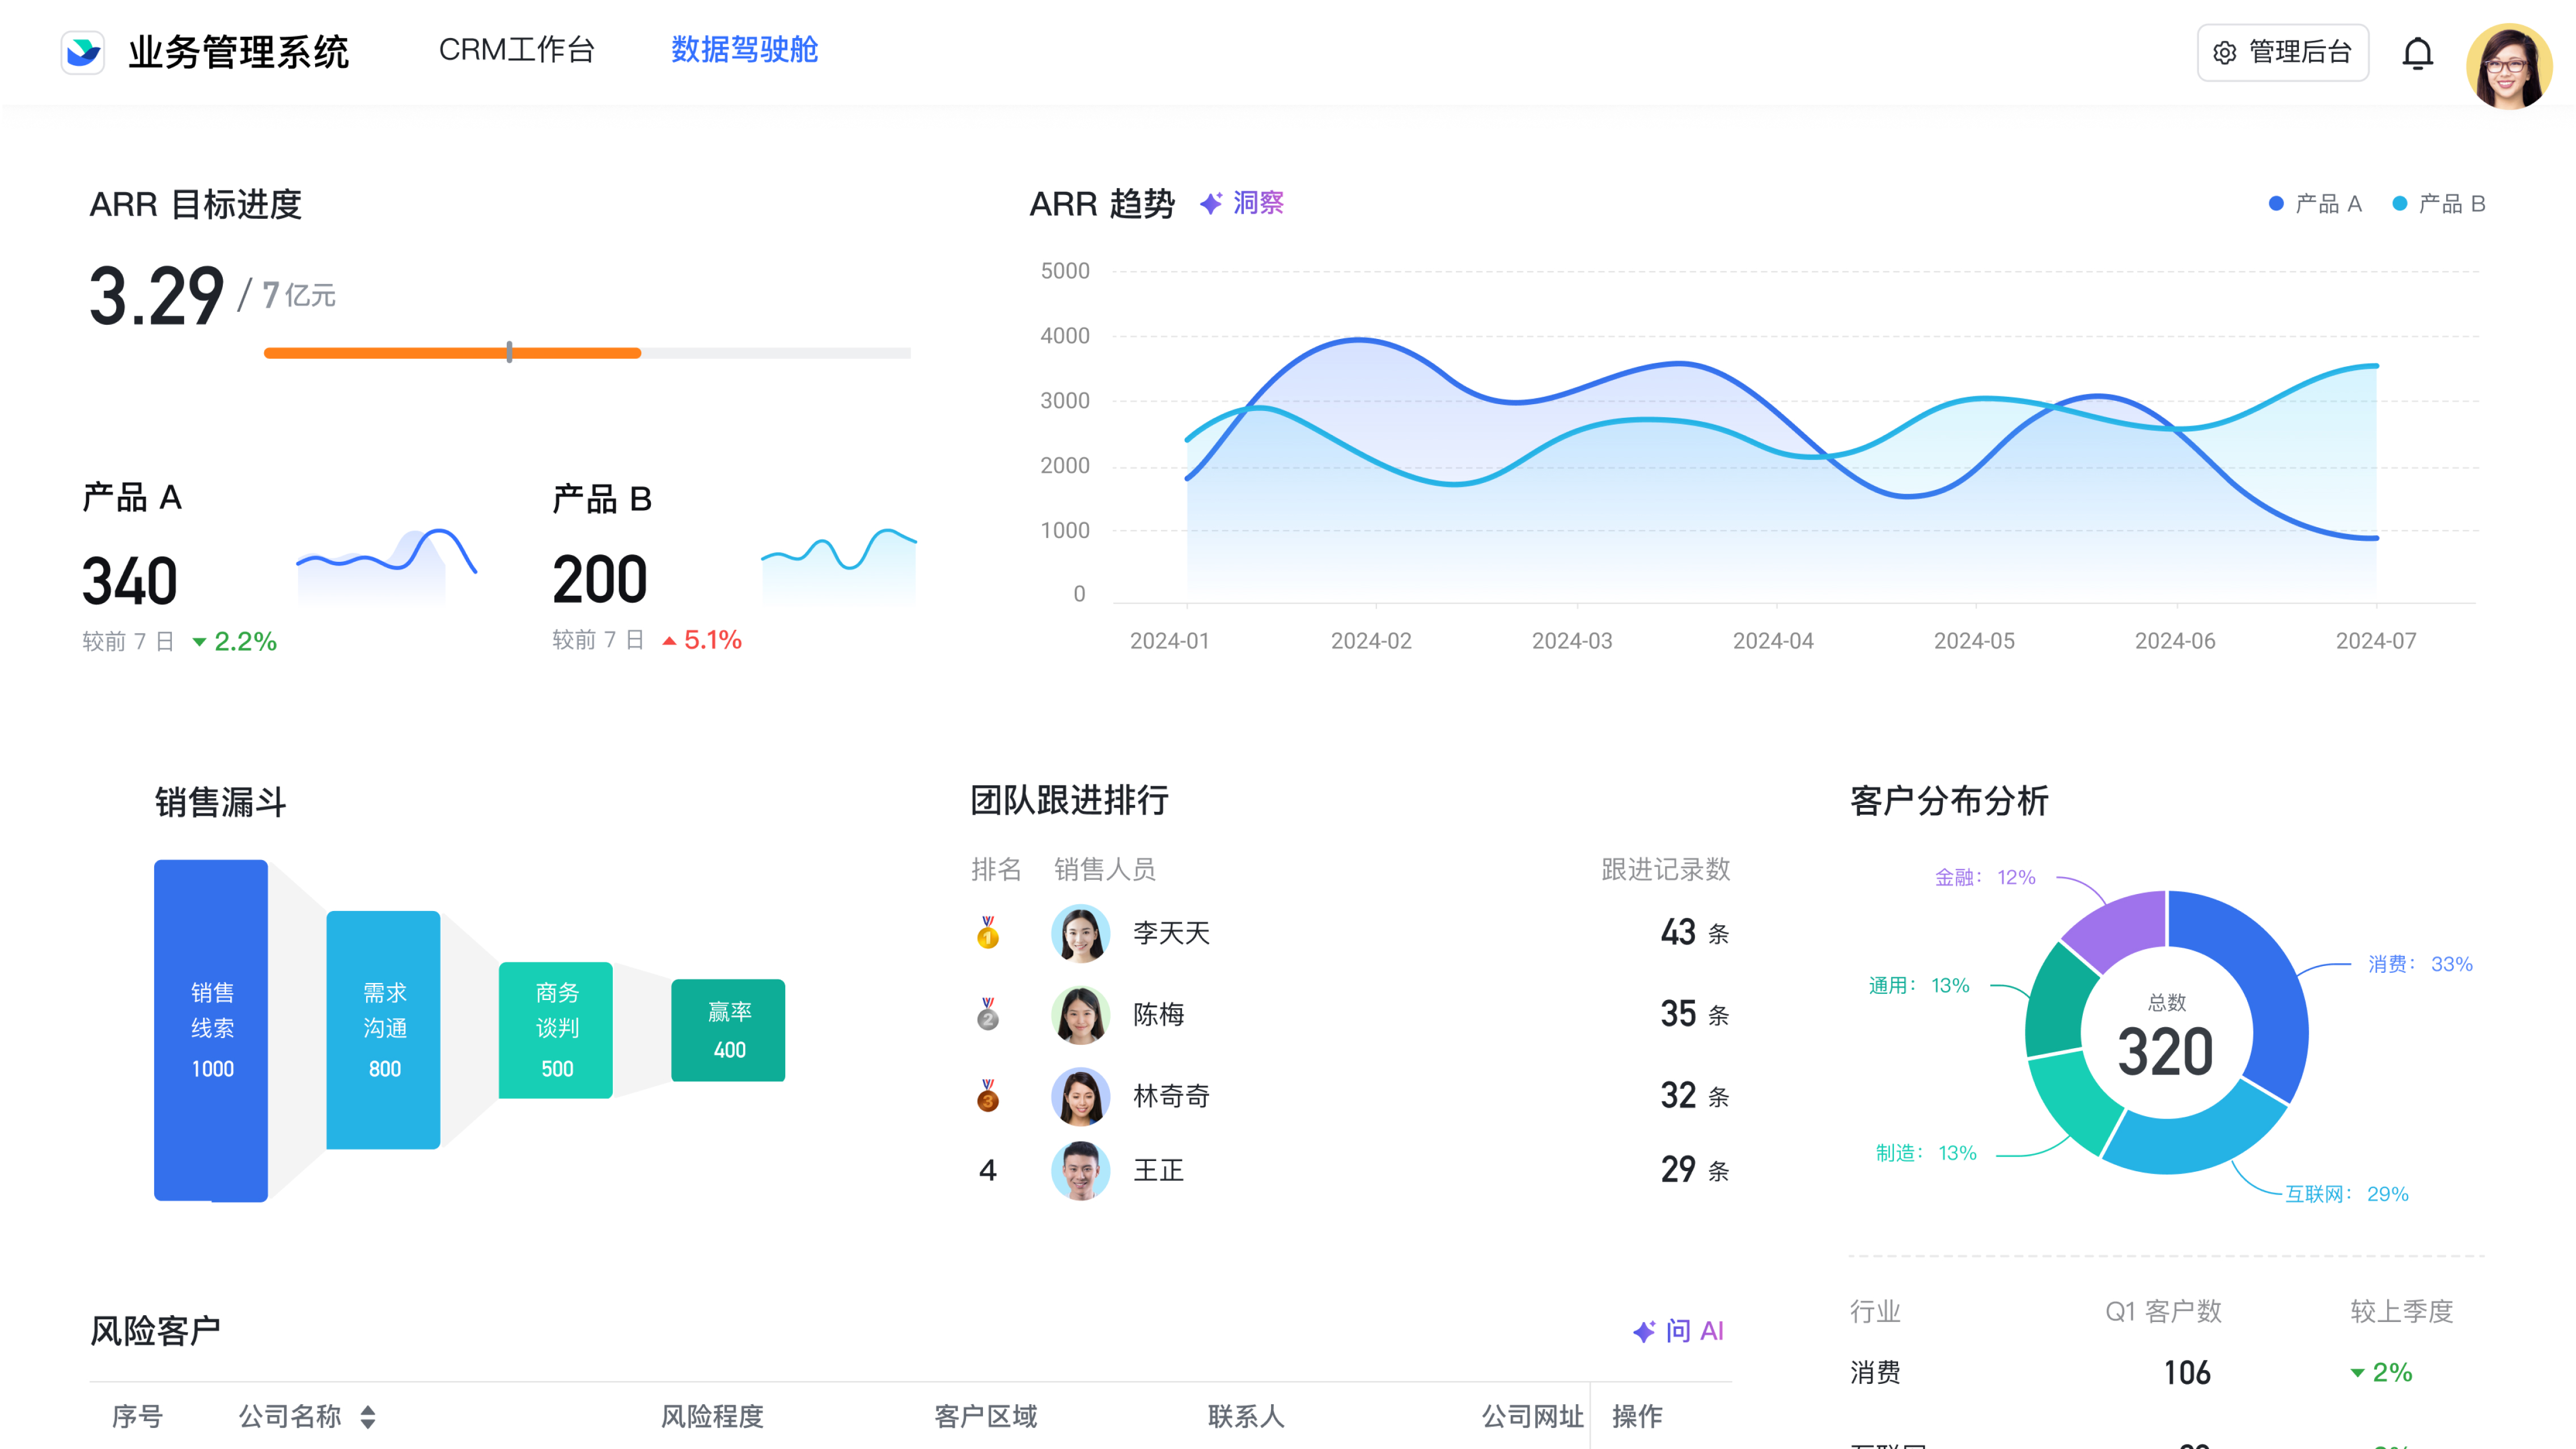 业务管理系统
CRM工作台
数据驾驶舱
管理后台
ARR 目标进度
3.29 / 7 亿元
产品 A
340
较前 7 日 2.2%
产品 B
200
较前 7 日 5.1%
ARR 趋势
洞察
产品 A
产品 B
5000
4000
3000
2000
1000
0
2024-01
2024-02
2024-03
2024-04
2024-05
2024-06
2024-07
销售漏斗
销售
线索
1000
需求
沟通
800
商务
谈判
500
赢率
400
团队跟进排行
排名 销售人员 跟进记录数
1 李天天 43 条
2 陈梅 35 条
3 林奇奇 32 条
4 王正 29 条
客户分布分析
金融： 12%
消费： 33%
通用： 13%
制造： 13%
互联网： 29%
总数
320
行业 Q1 客户数 较上季度
消费 106 2%
风险客户
问 AI
序号 公司名称 风险程度 客户区域 联系人 公司网址 操作